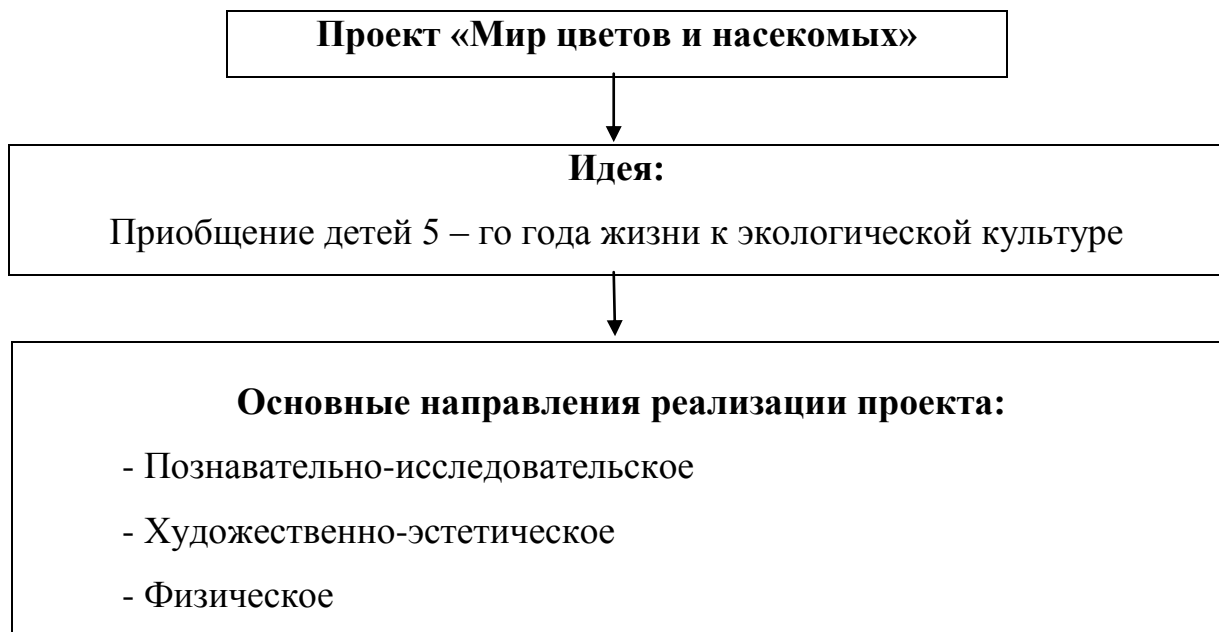 Проект «Мир цветов и насекомых»
Идея:
Приобщение детей 5 – го года жизни к экологической культуре
Основные направления реализации проекта:
- Познавательно-исследовательское
- Художественно-эстетическое
- Физическое